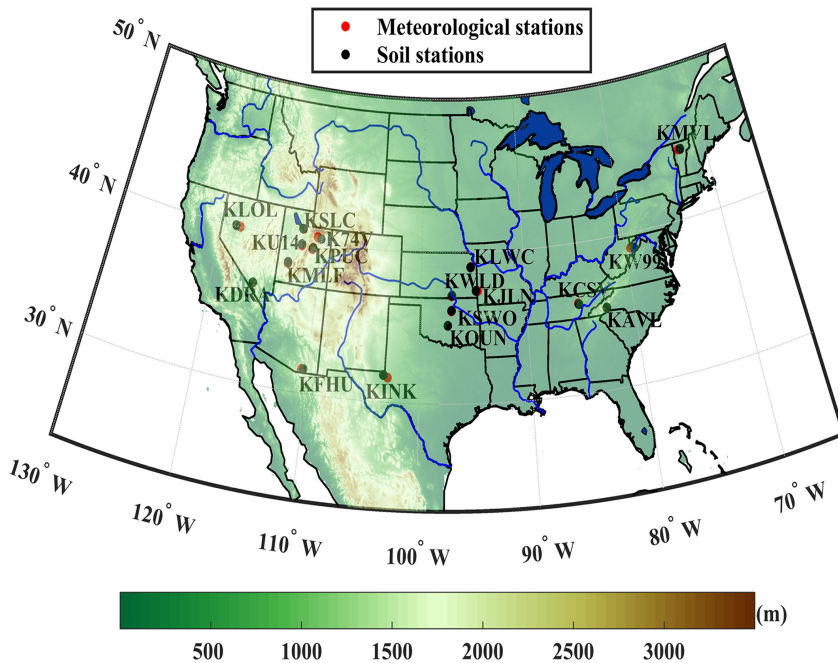 Meteorological stations
Soil stations
50° N
40° N
30° N
KMVL
KLOL
KSLC
KU14
K74V
KPUC
KMLF
KDRA
KLWC
KWLD
KJLN
KSWO
KOUN
KCSV
KW99
KAVL
KFHU
KINK
130° W
120° W
110° W
100° W
90° W
80° W
70° W
(m)
500 1000 1500 2000 2500 3000